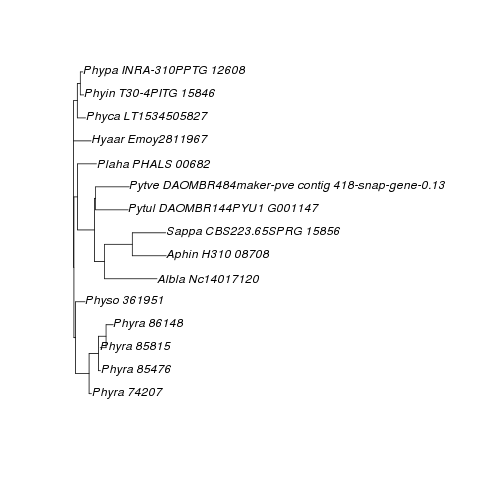 Phypa INRA-310PPTG 12608
Phyin T30-4PITG 15846
Phyca LT1534505827
Hyaar Emoy2811967
Plaha PHALS 00682
Pytve DAOMBR484maker-pve contig 418-snap-gene-0.13
Pytul DAOMBR144PYU1 G001147
Sappa CBS223.65SPRG 15856
Aphin H310 08708
Albla Nc14017120
Physo 361951
Phyra 86148
Phyra 85815
Phyra 85476
Phyra 74207